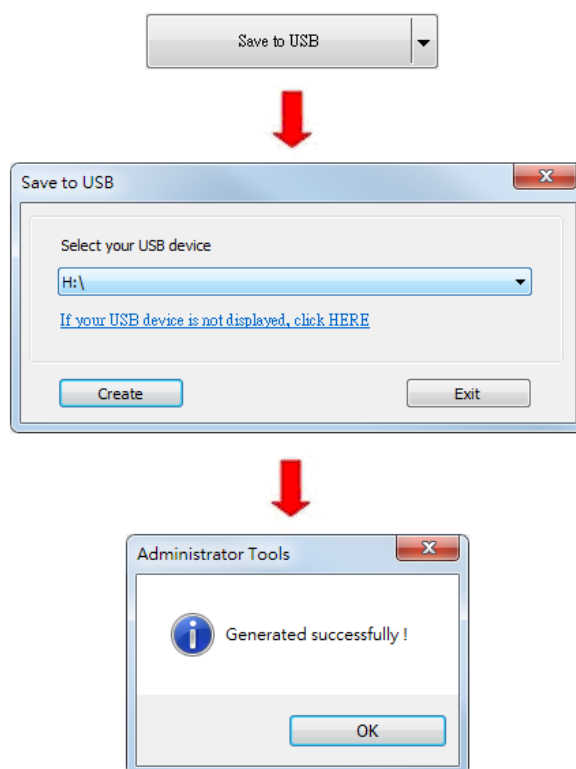 Save to USB
Save to USB
Select your USB device
H:\
If your USB device is not displayed, click HERE
Create Exit
Administrator Tools
Generated successfully !
OK